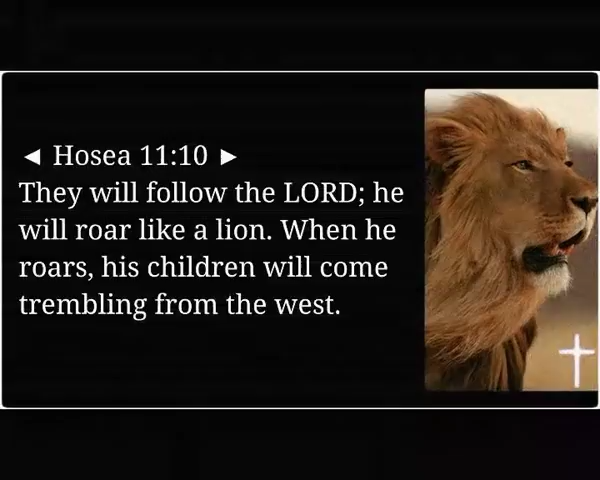 ◄ Hosea 11:10 ►
They will follow the LORD; he
will roar like a lion. When he
roars, his children will come
trembling from the west.